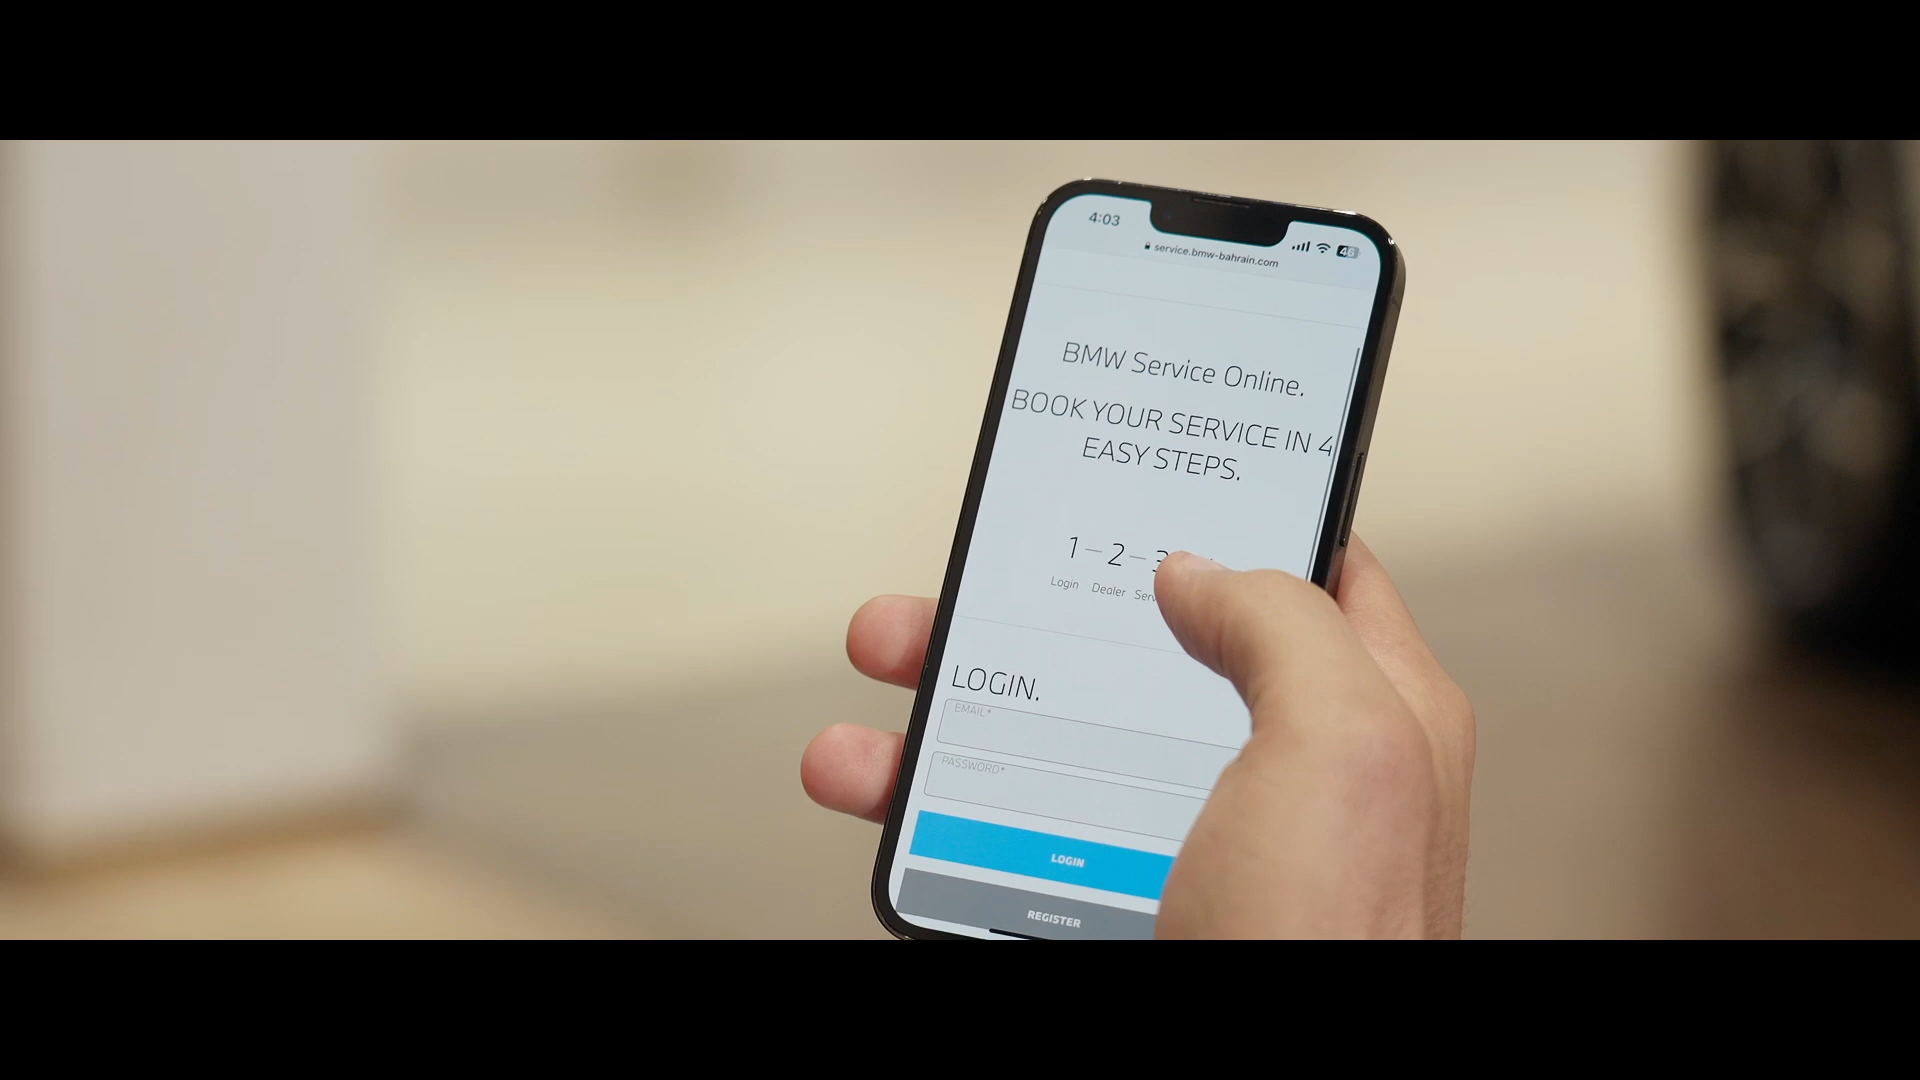 4:03
46
service.bmw-bahrain.com
BMW Service Online.
BOOK YOUR SERVICE IN 4
EASY STEPS.
1 – 2 – 3
Login Dealer
LOGIN.
EMAIL*
PASSWORD*
LOGIN
REGISTER